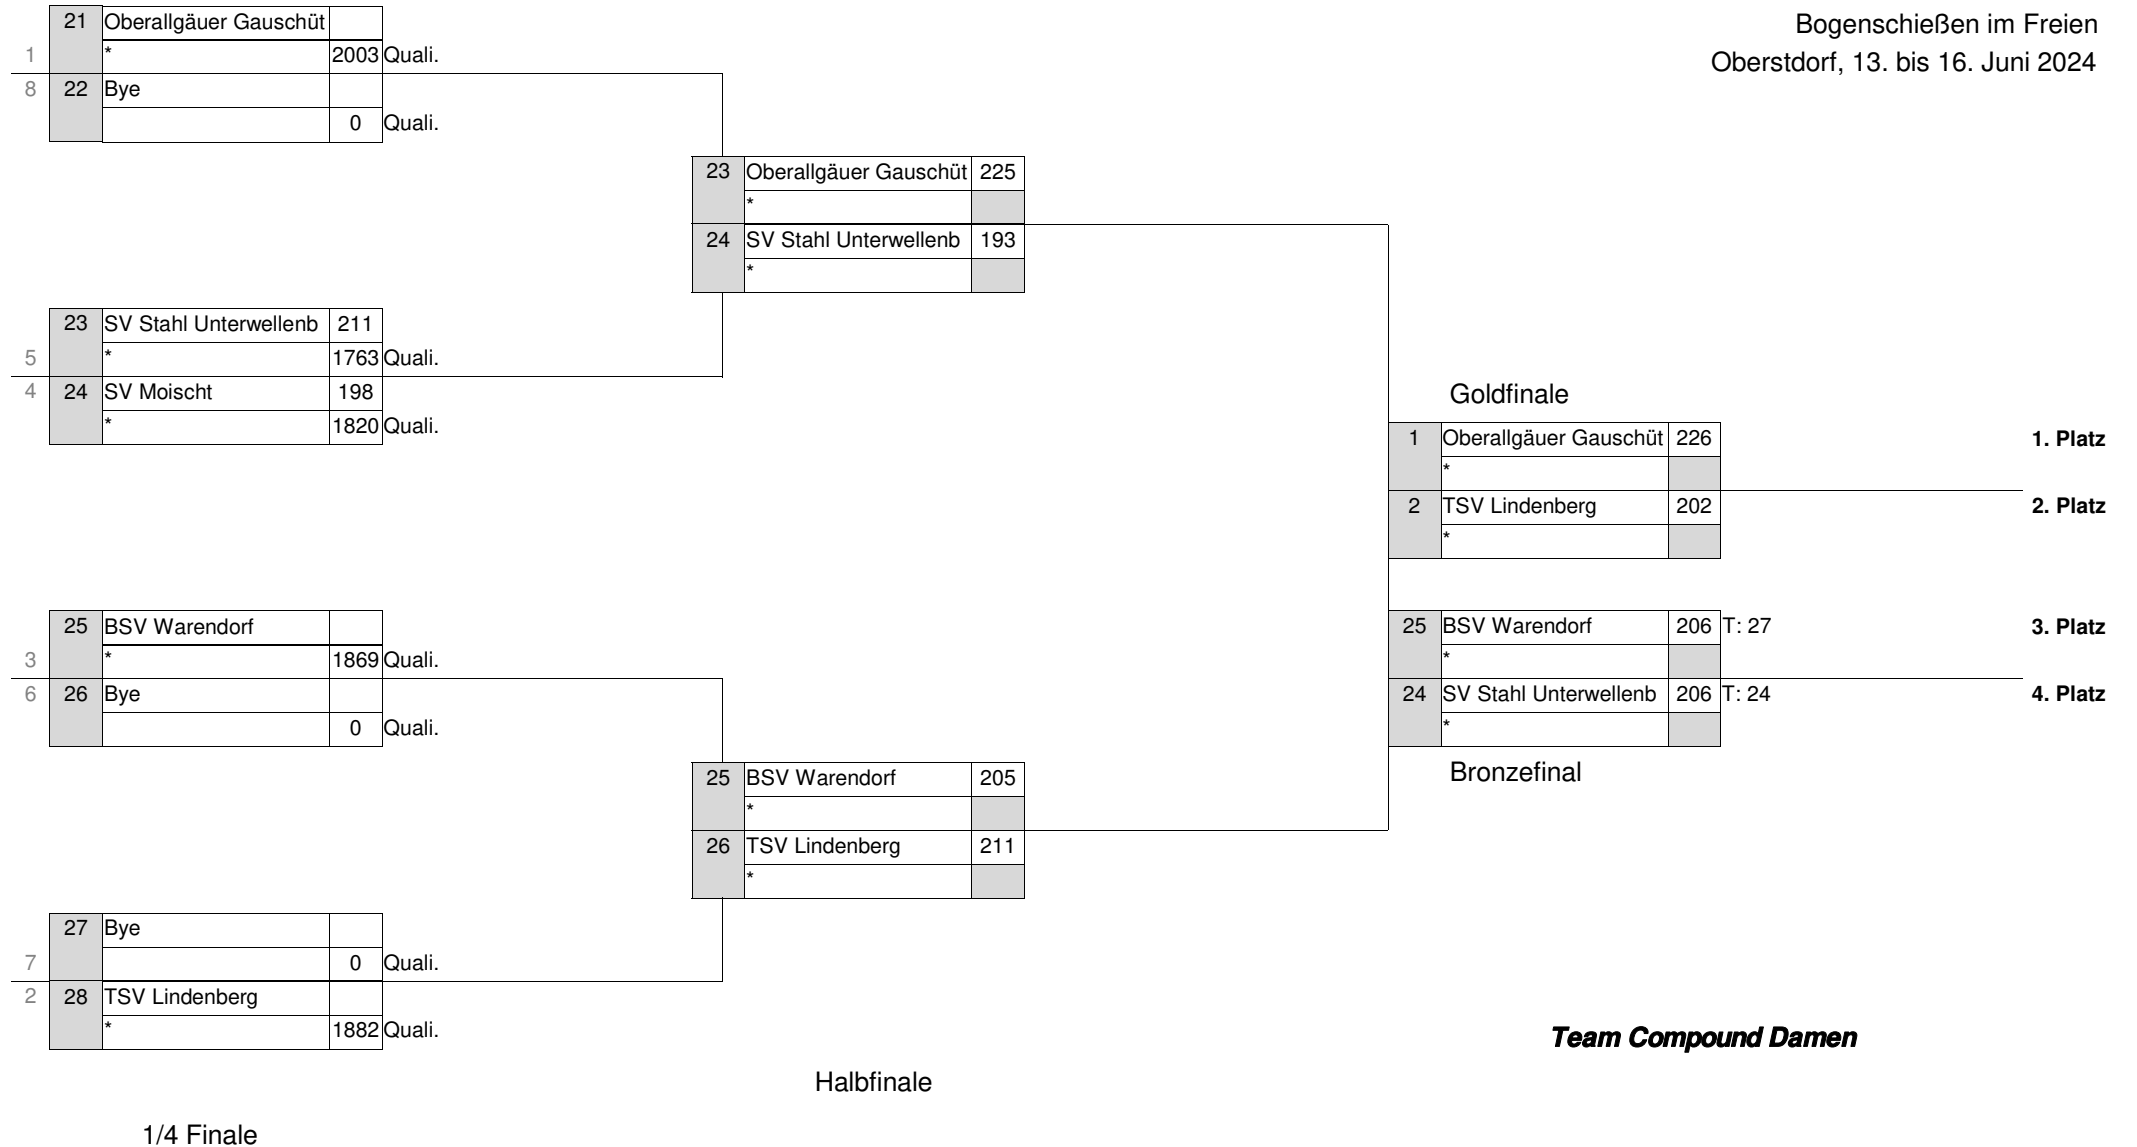 Bogenschießen im Freien
Oberstdorf, 13. bis 16. Juni 2024
21 Oberallgäuer Gauschüt
1 * 2003 Quali.
8 22 Bye
0 Quali.
23 SV Stahl Unterwellenb 211
5 * 1763 Quali.
4 24 SV Moischt 198
* 1820 Quali.
25 BSV Warendorf
3 * 1869 Quali.
6 26 Bye
0 Quali.
27 Bye
7 0 Quali.
2 28 TSV Lindenberg
* 1882 Quali.
1/4 Finale
23 Oberallgäuer Gauschüt 225
*
24 SV Stahl Unterwellenb 193
*
25 BSV Warendorf 205
*
26 TSV Lindenberg 211
*
Halbfinale
Goldfinale
1 Oberallgäuer Gauschüt 226 1. Platz
*
2 TSV Lindenberg 202 2. Platz
*
25 BSV Warendorf 206 T: 27 3. Platz
*
24 SV Stahl Unterwellenb 206 T: 24 4. Platz
*
Bronzefinal
Team Compound Damen